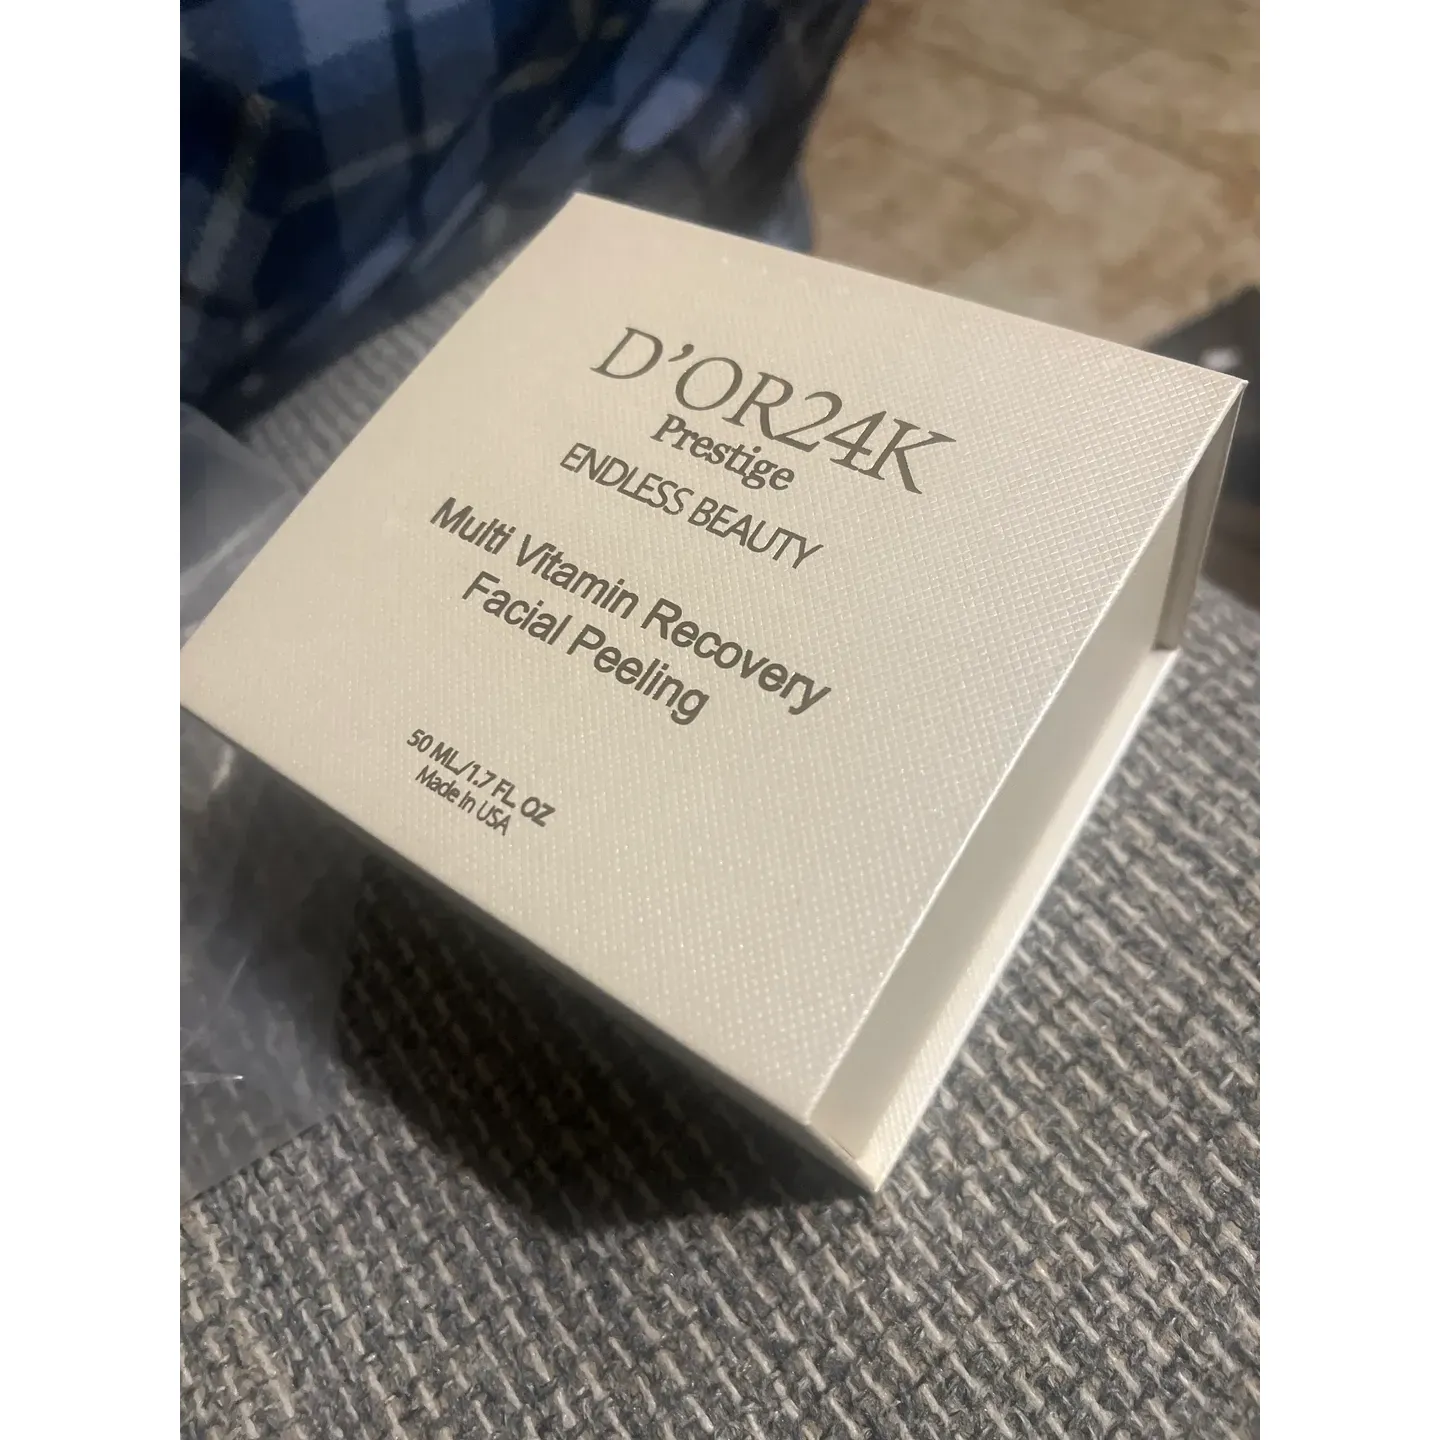 D’OR24K
Prestige
ENDLESS BEAUTY
Multi Vitamin Recovery
Facial Peeling
50 ML/1.7 FL OZ
Made In USA